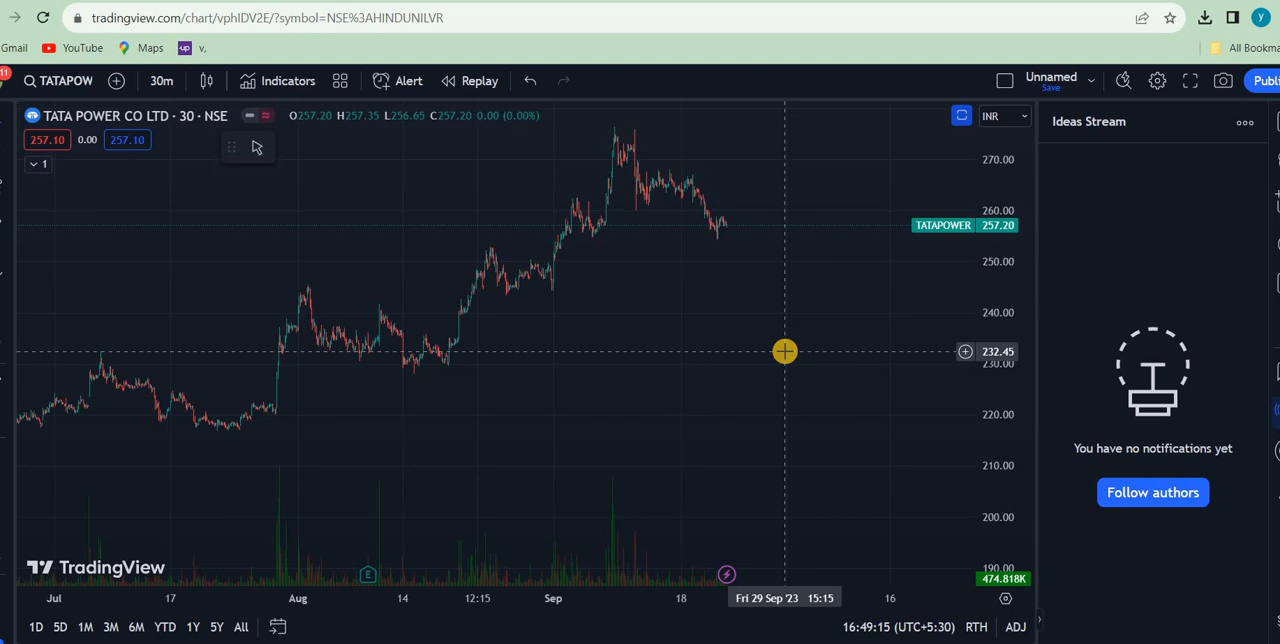 tradingview.com/chart/vphIDV2E/?symbol=NSE%3AHINDUNILVR
Gmail YouTube Maps up v, All Bookma
11
TATAPOW 30m Indicators Alert Replay Unnamed Save Publi
TATA POWER CO LTD · 30 · NSE O257.20 H257.35 L256.65 C257.20 0.00 (0.00%) INR Ideas Stream
257.10 0.00 257.10
1
270.00
260.00
TATAPOWER 257.20
250.00
240.00
232.45
230.00
220.00
You have no notifications yet
210.00
Follow authors
200.00
TradingView
E
190.00
474.818K
Jul 17 Aug 14 12:15 Sep 18 Fri 29 Sep '23 15:15 16
1D 5D 1M 3M 6M YTD 1Y 5Y All 16:49:15 (UTC+5:30) RTH ADJ